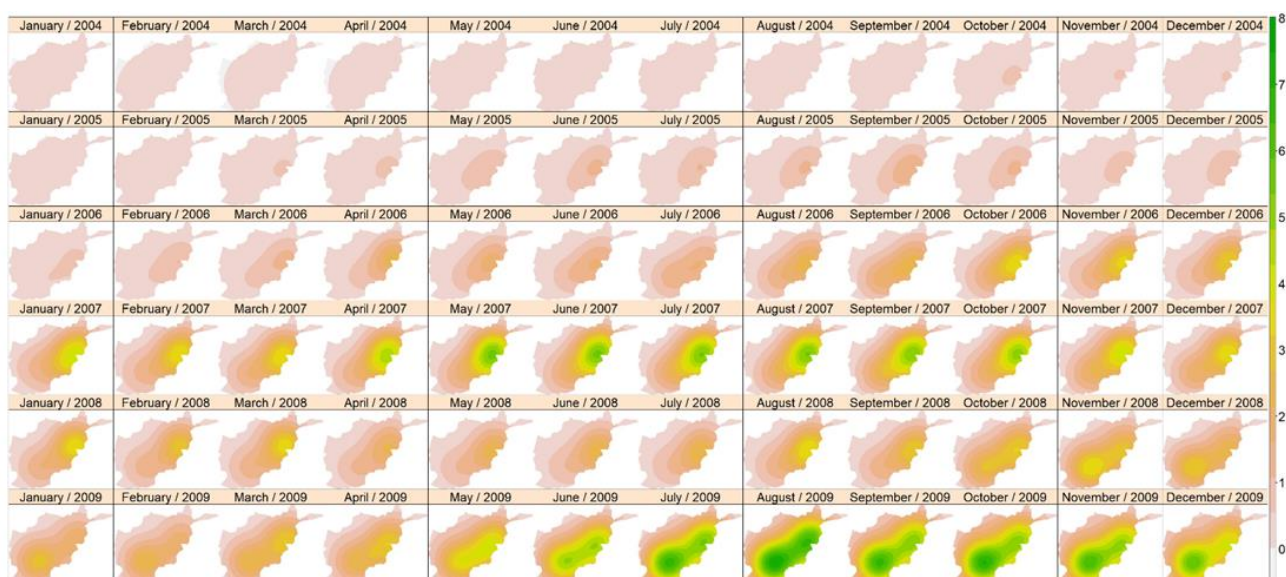 January / 2004 February / 2004 March / 2004 April / 2004 May / 2004 June / 2004 July / 2004 August / 2004 September / 2004 October / 2004 November / 2004 December / 2004
January / 2005 February / 2005 March / 2005 April / 2005 May / 2005 June / 2005 July / 2005 August / 2005 September / 2005 October / 2005 November / 2005 December / 2005
January / 2006 February / 2006 March / 2006 April / 2006 May / 2006 June / 2006 July / 2006 August / 2006 September / 2006 October / 2006 November / 2006 December / 2006
January / 2007 February / 2007 March / 2007 April / 2007 May / 2007 June / 2007 July / 2007 August / 2007 September / 2007 October / 2007 November / 2007 December / 2007
January / 2008 February / 2008 March / 2008 April / 2008 May / 2008 June / 2008 July / 2008 August / 2008 September / 2008 October / 2008 November / 2008 December / 2008
January / 2009 February / 2009 March / 2009 April / 2009 May / 2009 June / 2009 July / 2009 August / 2009 September / 2009 October / 2009 November / 2009 December / 2009
8
7
6
5
4
3
2
1
0